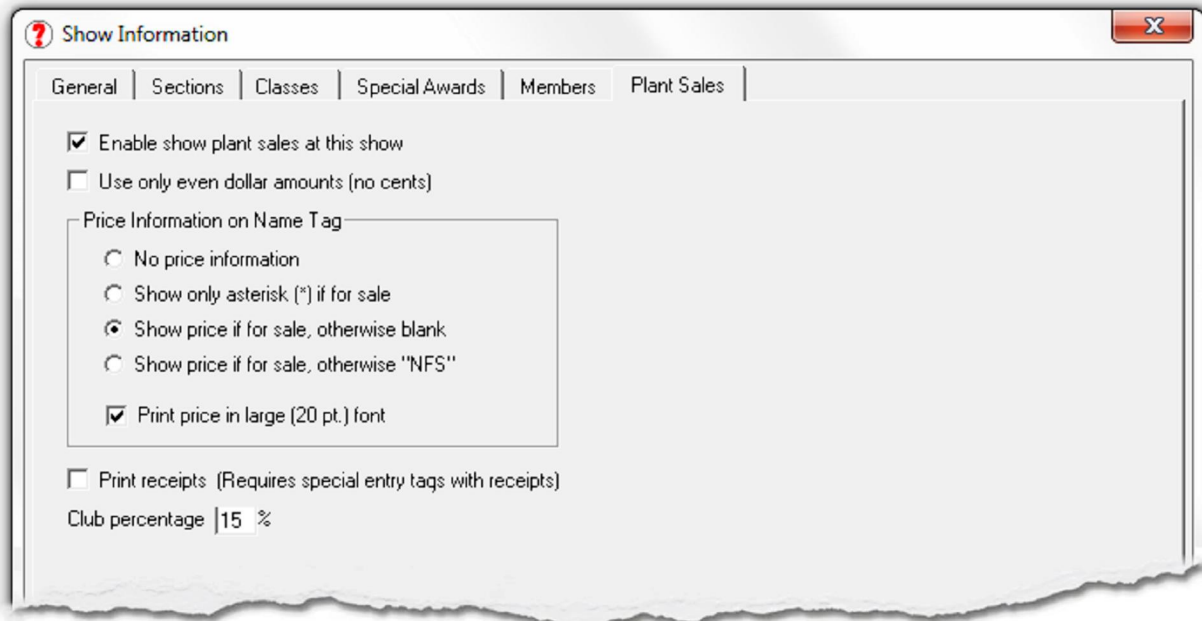 Show Information
General Sections Classes Special Awards Members Plant Sales
Enable show plant sales at this show
Use only even dollar amounts (no cents)
Price Information on Name Tag
No price information
Show only asterisk (*) if for sale
Show price if for sale, otherwise blank
Show price if for sale, otherwise "NFS"
Print price in large (20 pt.) font
Print receipts (Requires special entry tags with receipts)
Club percentage 15 %